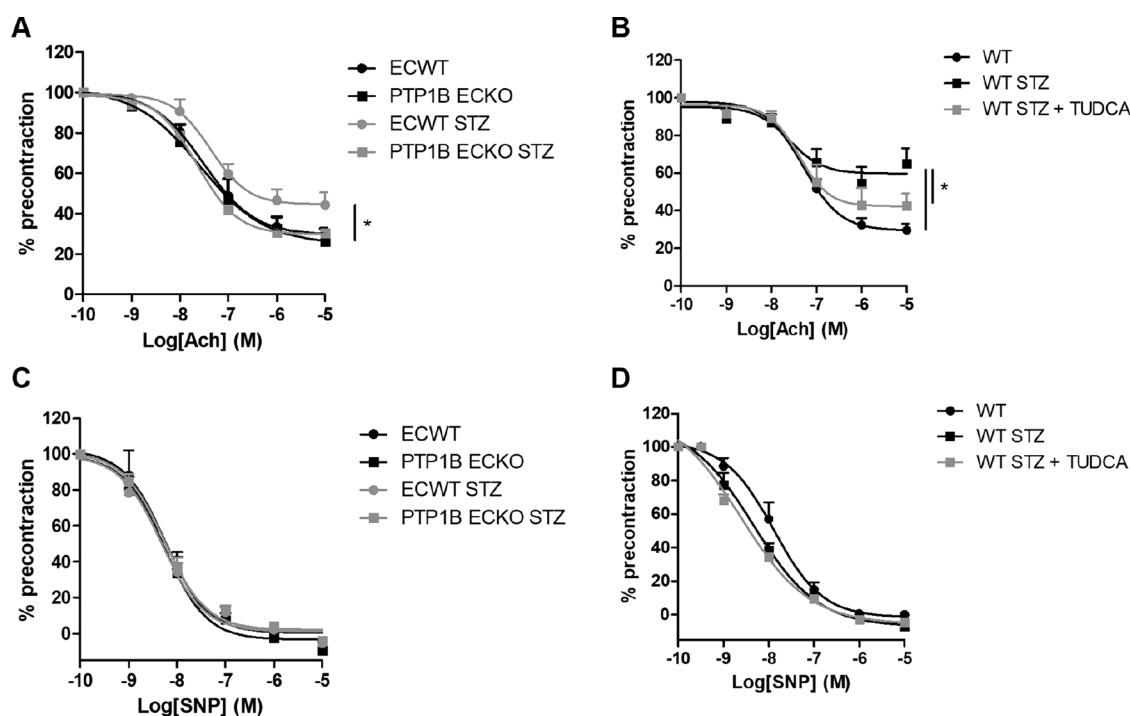 A
120
100
80
60
40
20
0
% precontraction
-10 -9 -8 -7 -6 -5
Log[Ach] (M)
ECWT
PTP1B ECKO
ECWT STZ
PTP1B ECKO STZ
*
B
120
100
80
60
40
20
0
% precontraction
-10 -9 -8 -7 -6 -5
Log[Ach] (M)
WT
WT STZ
WT STZ + TUDCA
*
C
120
100
80
60
40
20
0
% precontraction
-10 -9 -8 -7 -6 -5
Log[SNP] (M)
ECWT
PTP1B ECKO
ECWT STZ
PTP1B ECKO STZ
D
120
100
80
60
40
20
0
% precontraction
-10 -9 -8 -7 -6 -5
Log[SNP] (M)
WT
WT STZ
WT STZ + TUDCA